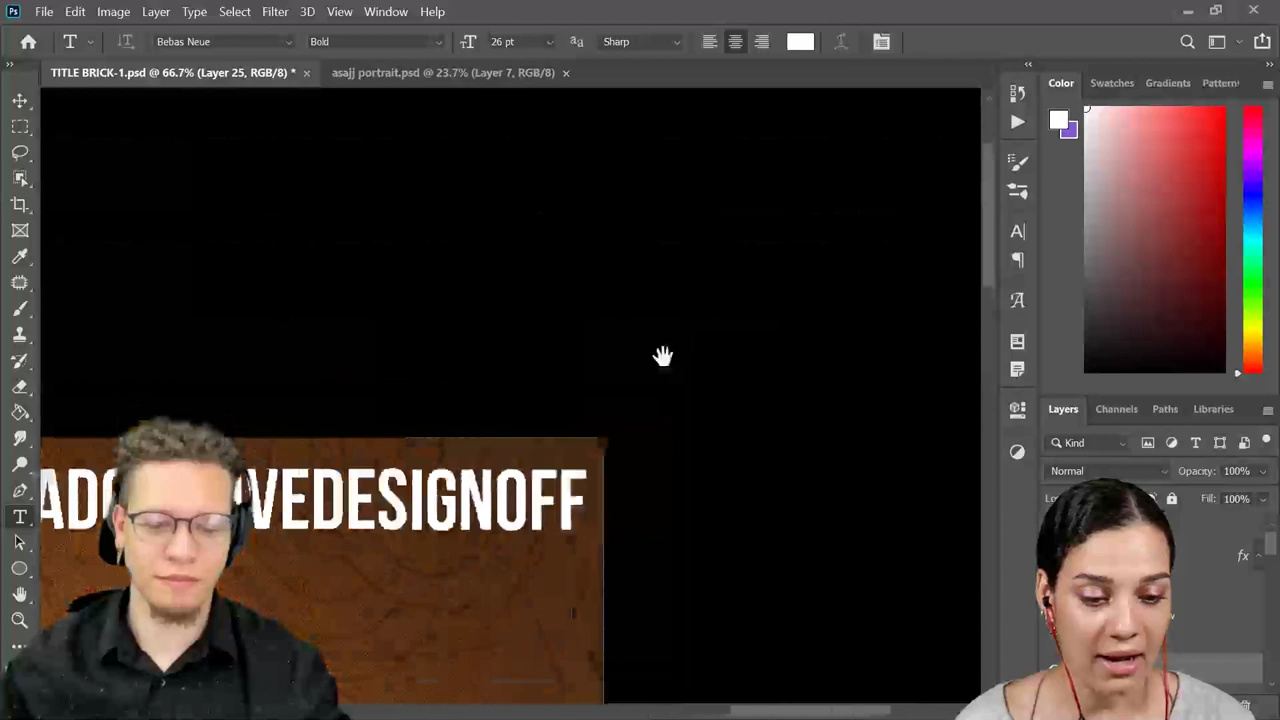 File Edit Image Layer Type Select Filter 3D View Window Help
Bebas Neue Bold 26 pt Sharp
TITLE BRICK-1.psd @ 66.7% (Layer 25, RGB/8) * × asajj portrait.psd @ 23.7% (Layer 7, RGB/8) ×
Color Swatches Gradients Pattern
Layers Channels Paths Libraries
Kind
Normal Opacity: 100%
Fill: 100%
fx
VEDESIGNOFF